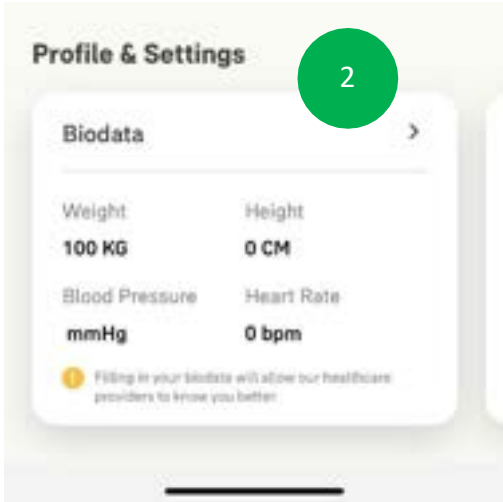 Profile & Settings
2
Biodata
Weight Height
100 KG 0 CM
Blood Pressure Heart Rate
mmHg 0 bpm
Filling in your biodata will allow our healthcare
providers to know you better